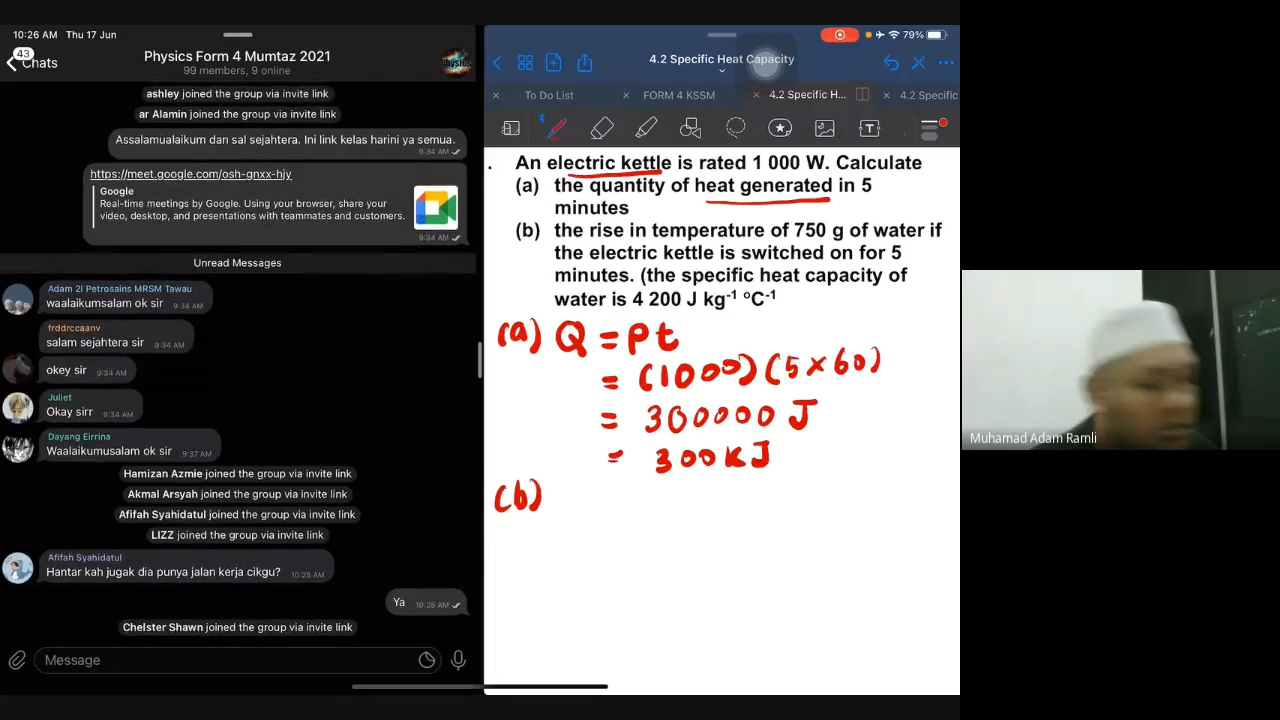 10:26 AM Thu 17 Jun
43
Chats
Physics Form 4 Mumtaz 2021
99 members, 9 online
ashley joined the group via invite link
ar Alamin joined the group via invite link
Assalamualaikum dan sal sejahtera. Ini link kelas harini ya semua.
9:34 AM
https://meet.google.com/osh-gnxx-hjy
Google
Real-time meetings by Google. Using your browser, share your
video, desktop, and presentations with teammates and customers.
9:34 AM
Unread Messages
Adam 2I Petrosains MRSM Tawau
waalaikumsalam ok sir 9:34 AM
frddrccaanv
salam sejahtera sir 9:34 AM
okey sir 9:34 AM
Juliet
Okay sirr 9:34 AM
Dayang Eirrina
Waalaikumusalam ok sir 9:37 AM
Hamizan Azmie joined the group via invite link
Akmal Arsyah joined the group via invite link
Afifah Syahidatul joined the group via invite link
LIZZ joined the group via invite link
Afifah Syahidatul
Hantar kah jugak dia punya jalan kerja cikgu? 10:25 AM
Ya 10:25 AM
Chelster Shawn joined the group via invite link
Message
79%
4.2 Specific Heat Capacity
To Do List
FORM 4 KSSM
4.2 Specific H...
4.2 Specific
. An electric kettle is rated 1 000 W. Calculate
(a) the quantity of heat generated in 5
minutes
(b) the rise in temperature of 750 g of water if
the electric kettle is switched on for 5
minutes. (the specific heat capacity of
water is 4 200 J kg⁻¹ °C⁻¹
(a) Q = Pt
= (1000) (5 × 60)
= 300000 J
= 300KJ
(b)
Muhamad Adam Ramli